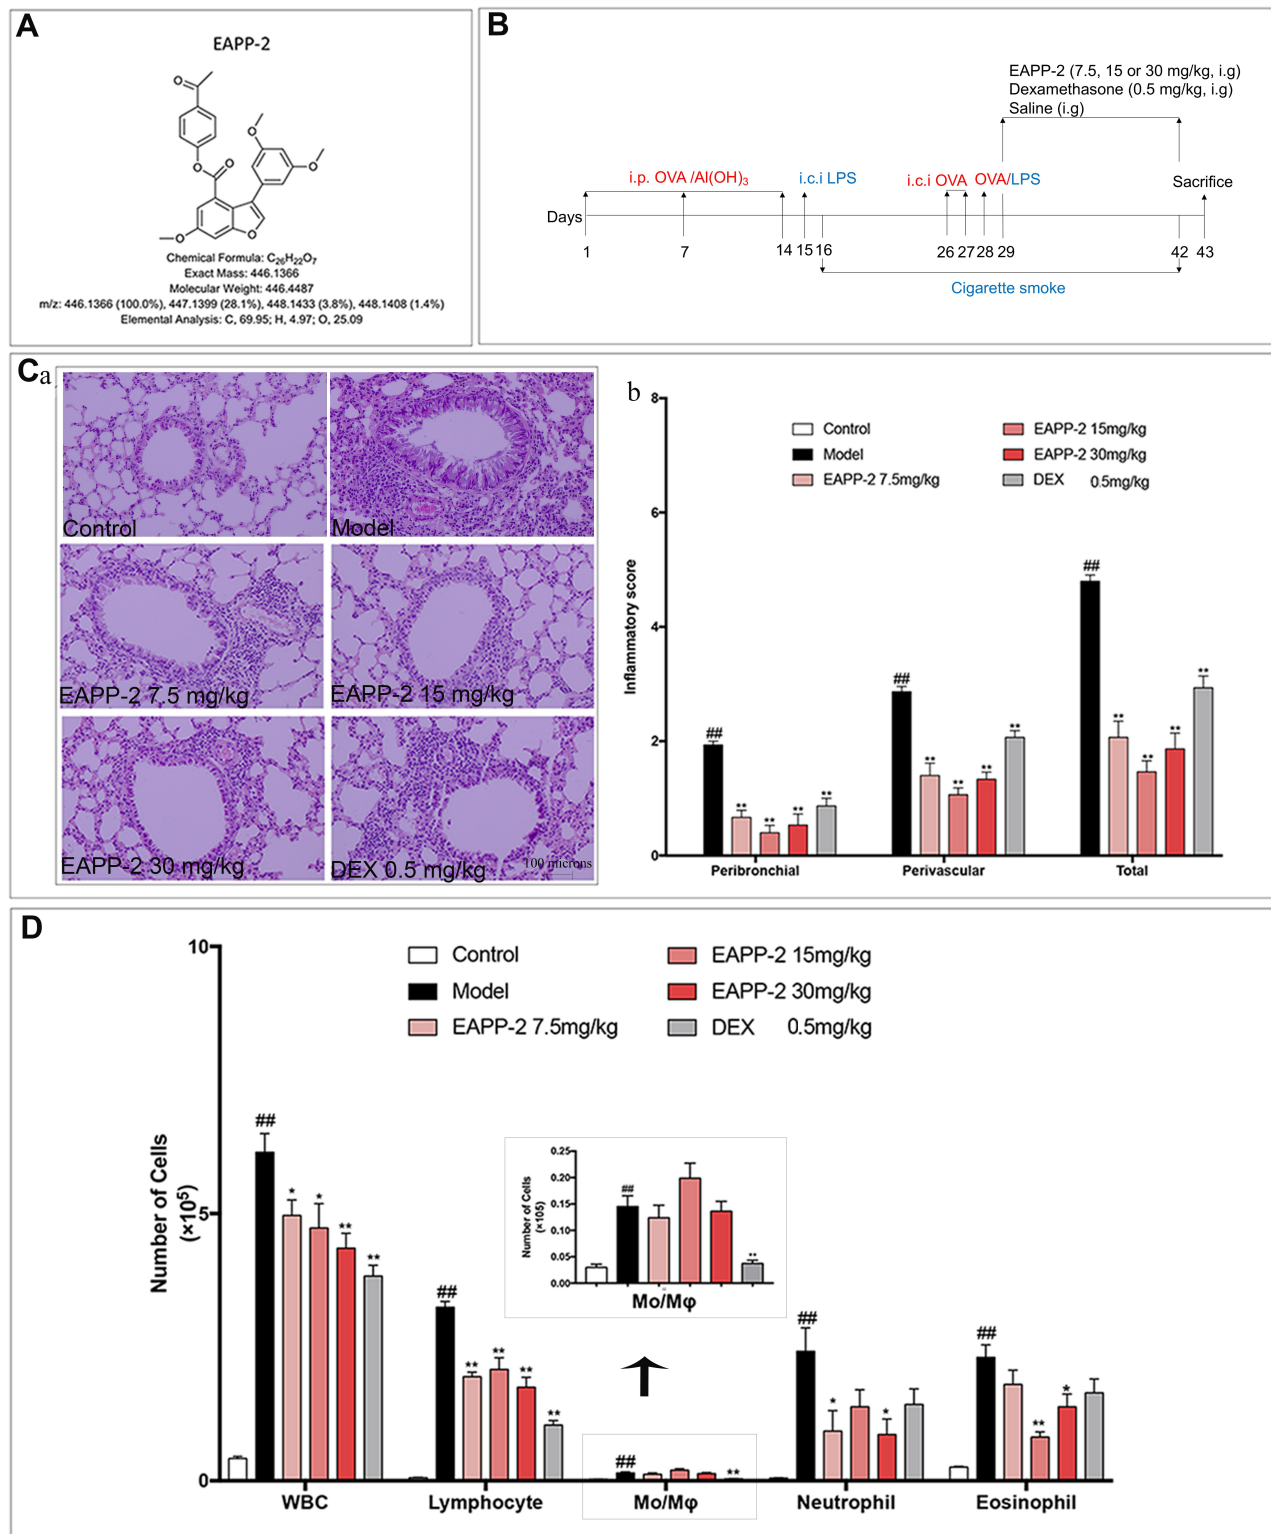 A
EAPP-2
O
O
O
O
O
O
O
Chemical Formula: C26H22O7
Exact Mass: 446.1366
Molecular Weight: 446.4487
m/z: 446.1366 (100.0%), 447.1399 (28.1%), 448.1433 (3.8%), 448.1408 (1.4%)
Elemental Analysis: C, 69.95; H, 4.97; O, 25.09
B
EAPP-2 (7.5, 15 or 30 mg/kg, i.g)
Dexamethasone (0.5 mg/kg, i.g)
Saline (i.g)
i.p. OVA /Al(OH)3
i.c.i LPS
i.c.i OVA
OVA/LPS
Sacrifice
Days
1 7 14 15 16 26 27 28 29 42 43
Cigarette smoke
C
a
Control
Model
EAPP-2 7.5 mg/kg
EAPP-2 15 mg/kg
EAPP-2 30 mg/kg
DEX 0.5 mg/kg
100 microns
b
8
6
4
2
0
Inflammatory score
Control
Model
EAPP-2 7.5mg/kg
EAPP-2 15mg/kg
EAPP-2 30mg/kg
DEX 0.5mg/kg
## ** ** ** **
## ** ** ** **
## ** ** ** **
Peribronchial Perivascular Total
D
10
5
0
Number of Cells
(×10⁵)
Control
Model
EAPP-2 7.5mg/kg
EAPP-2 15mg/kg
EAPP-2 30mg/kg
DEX 0.5mg/kg
## * * ** **
## ** ** ** **
## **
## * *
## ** *
0.25
0.20
0.15
0.10
0.05
0.00
Number of Cells
(×105)
## **
Mo/Mφ
WBC Lymphocyte Mo/Mφ Neutrophil Eosinophil